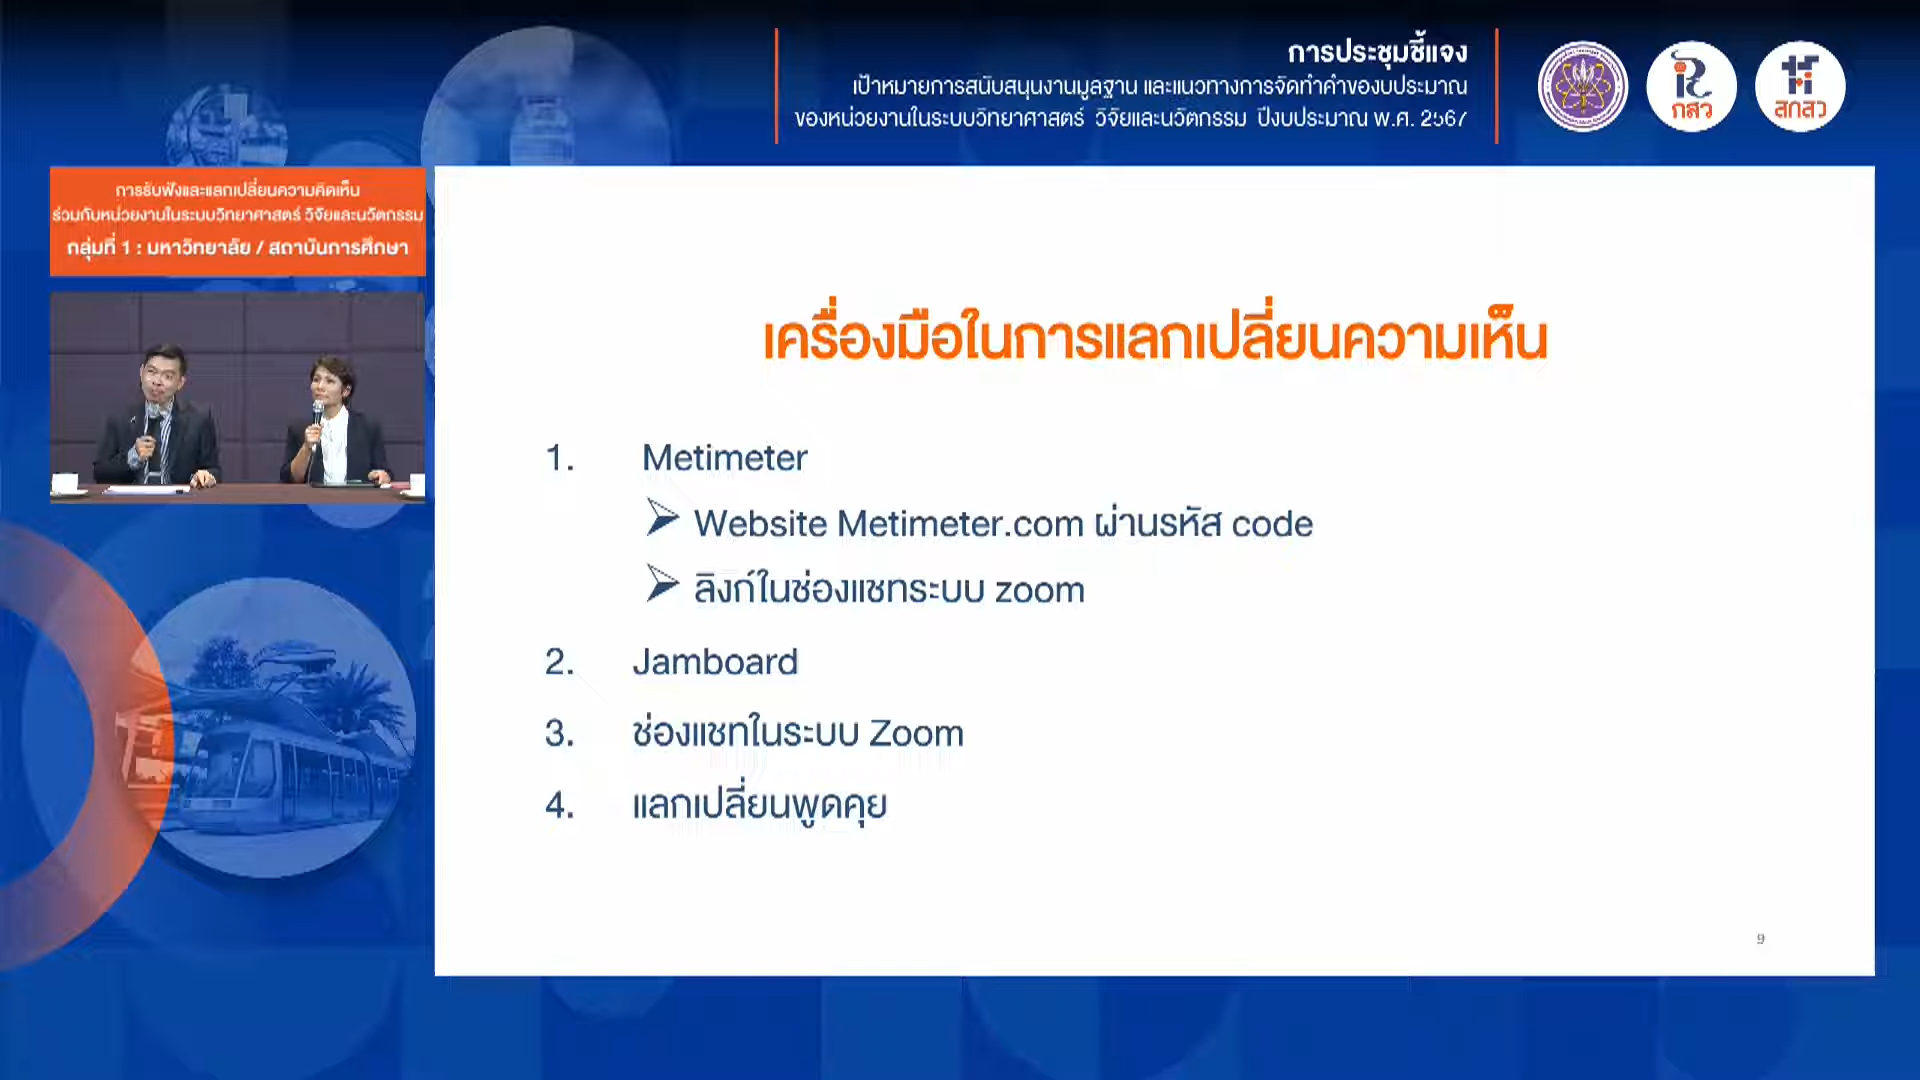 การประชุมชี้แจง
เป้าหมายการสนับสนุนงานมูลฐาน และแนวทางการจัดทำคำของบประมาณ
ของหน่วยงานในระบบวิทยาศาสตร์ วิจัยและนวัตกรรม ปีงบประมาณ พ.ศ. 2567
กสว
สกสว
การรับฟังและแลกเปลี่ยนความคิดเห็น
ร่วมกับหน่วยงานในระบบวิทยาศาสตร์ วิจัยและนวัตกรรม
กลุ่มที่ 1 : มหาวิทยาลัย / สถาบันการศึกษา
เครื่องมือในการแลกเปลี่ยนความเห็น
1. Metimeter
➢ Website Metimeter.com ผ่านรหัส code
➢ ลิงก์ในช่องแชทระบบ zoom
2. Jamboard
3. ช่องแชทในระบบ Zoom
4. แลกเปลี่ยนพูดคุย
9